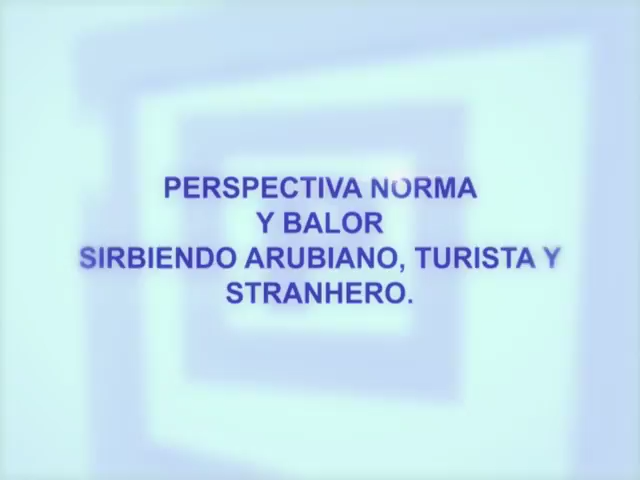 PERSPECTIVA NORMA
Y BALOR
SIRBIENDO ARUBIANO, TURISTA Y
STRANHERO.